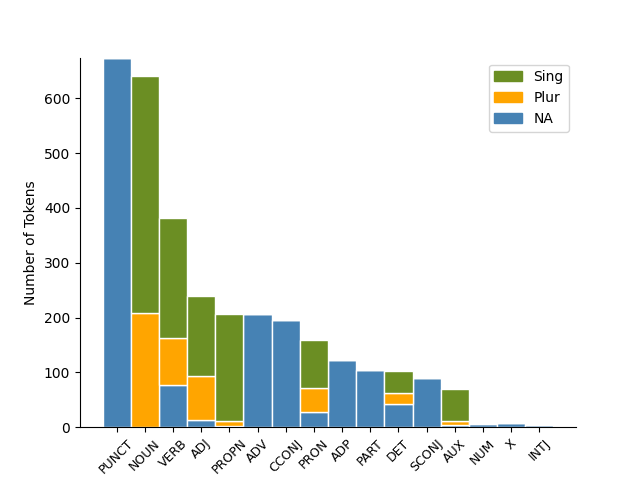 Sing
Plur
NA
Number of Tokens
600
500
400
300
200
100
0
PUNCT
NOUN
VERB
ADJ
PROPN
ADV
CCONJ
PRON
ADP
PART
DET
SCONJ
AUX
NUM
X
INTJ